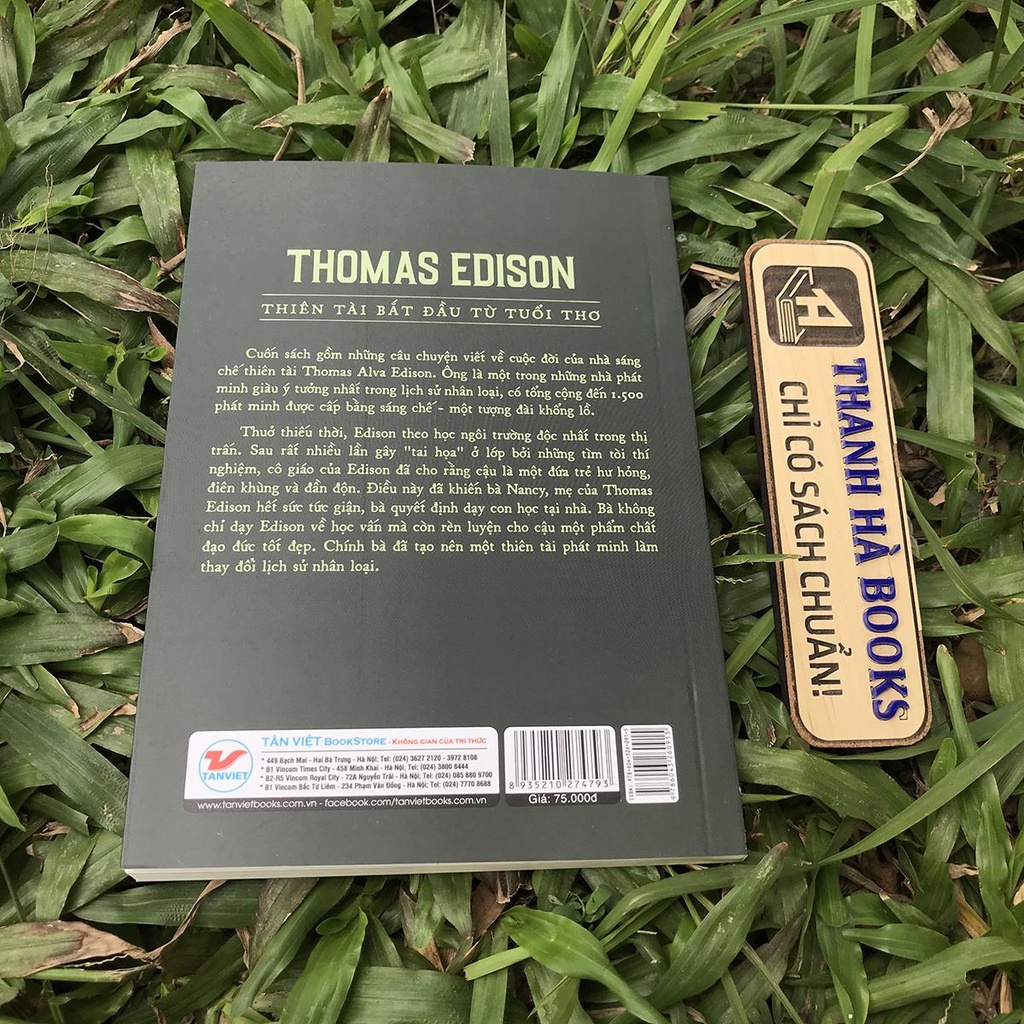 THOMAS EDISON
THIÊN TÀI BẮT ĐẦU TỪ TUỔI THƠ
Cuốn sách gồm những câu chuyện viết về cuộc đời của nhà sáng
chế thiên tài Thomas Alva Edison. Ông là một trong những nhà phát
minh giàu ý tưởng nhất trong lịch sử nhân loại, có tổng cộng đến 1.500
phát minh được cấp bằng sáng chế - một tượng đài khổng lồ.
Thuở thiếu thời, Edison theo học ngôi trường độc nhất trong thị
trấn. Sau rất nhiều lần gây "tai họa" ở lớp bởi những tìm tòi thí
nghiệm, cô giáo của Edison đã cho rằng cậu là một đứa trẻ hư hỏng,
điên khùng và đần độn. Điều này đã khiến bà Nancy, mẹ của Thomas
Edison hết sức tức giận, bà quyết định dạy con học tại nhà. Bà không
chỉ dạy Edison về học vấn mà còn rèn luyện cho cậu một phẩm chất
đạo đức tốt đẹp. Chính bà đã tạo nên một thiên tài phát minh làm
thay đổi lịch sử nhân loại.
TANVIET
TÂN VIỆT BOOKSTORE - KHÔNG GIAN CỦA TRI THỨC
* 449 Bạch Mai - Hai Bà Trưng - Hà Nội; Tel: (024) 3627 2120 - 3972 8108
* B1 Vincom Times City - 458 Minh Khai - Hà Nội; Tel: (024) 3800 6444
* B2-R5 Vincom Royal City - 72A Nguyễn Trãi - Hà Nội; Tel: (024) 085 880 9700
* B1 Vincom Bắc Từ Liêm - 234 Phạm Văn Đồng - Hà Nội; Tel: (024) 7770 8688
www.tanvietbooks.com.vn - facebook.com/tanvietbooks.com.vn
8 935210 274793
Giá: 75.000đ
THANH HÀ BOOKS
CHỈ CÓ SÁCH CHUẨN!